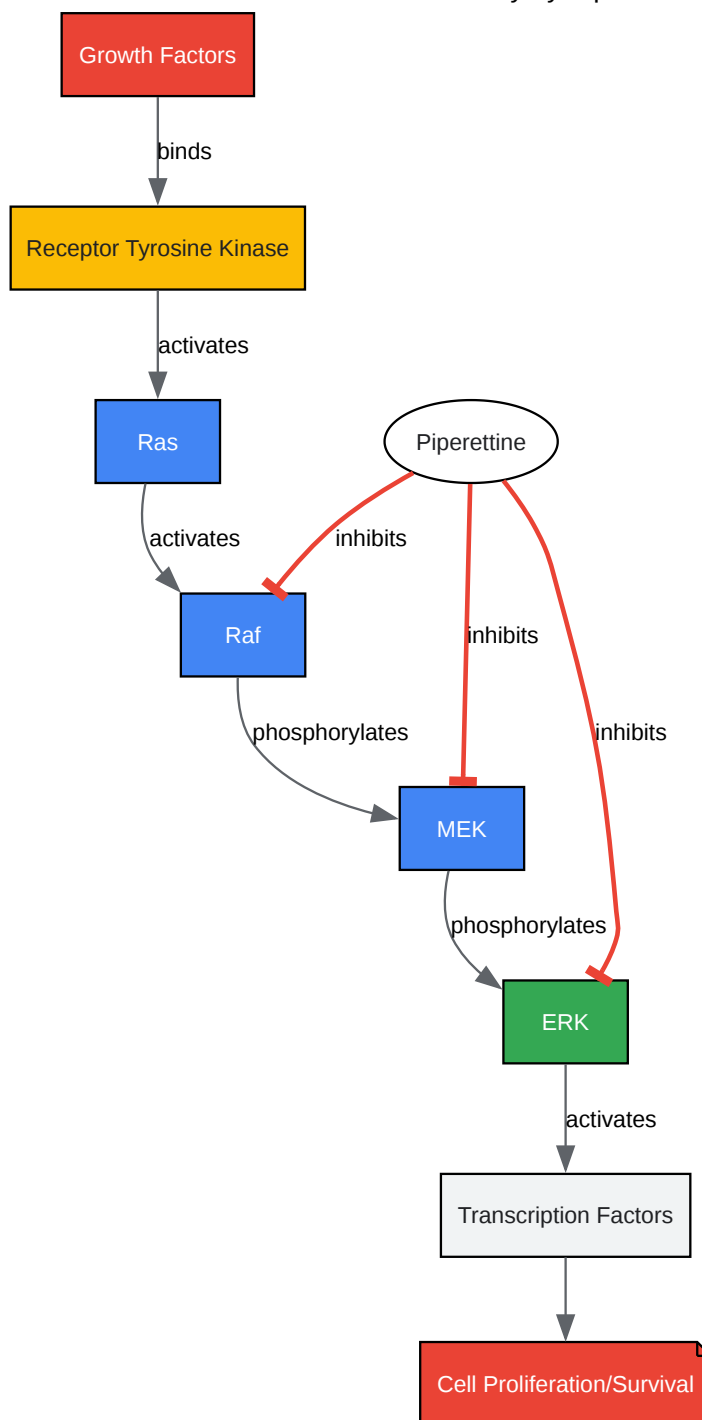 Growth Factors
binds
Receptor Tyrosine Kinase
activates
Ras
Piperettine
activates
inhibits
Raf
inhibits
phosphorylates
inhibits
MEK
phosphorylates
ERK
activates
Transcription Factors
Cell Proliferation/Survival